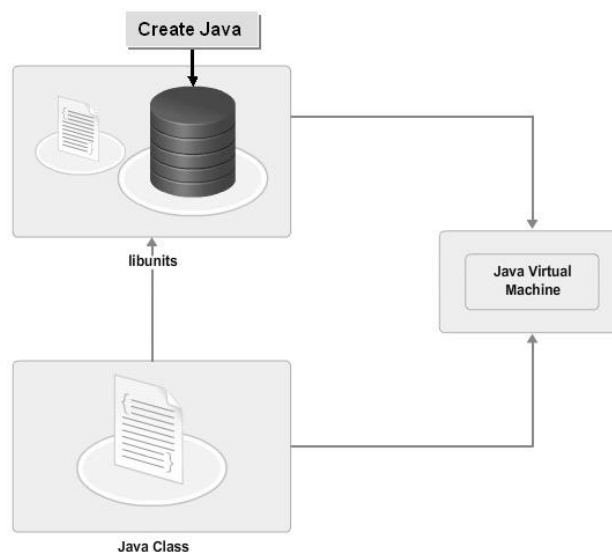 Create Java
libunits
Java Virtual
Machine
Java Class